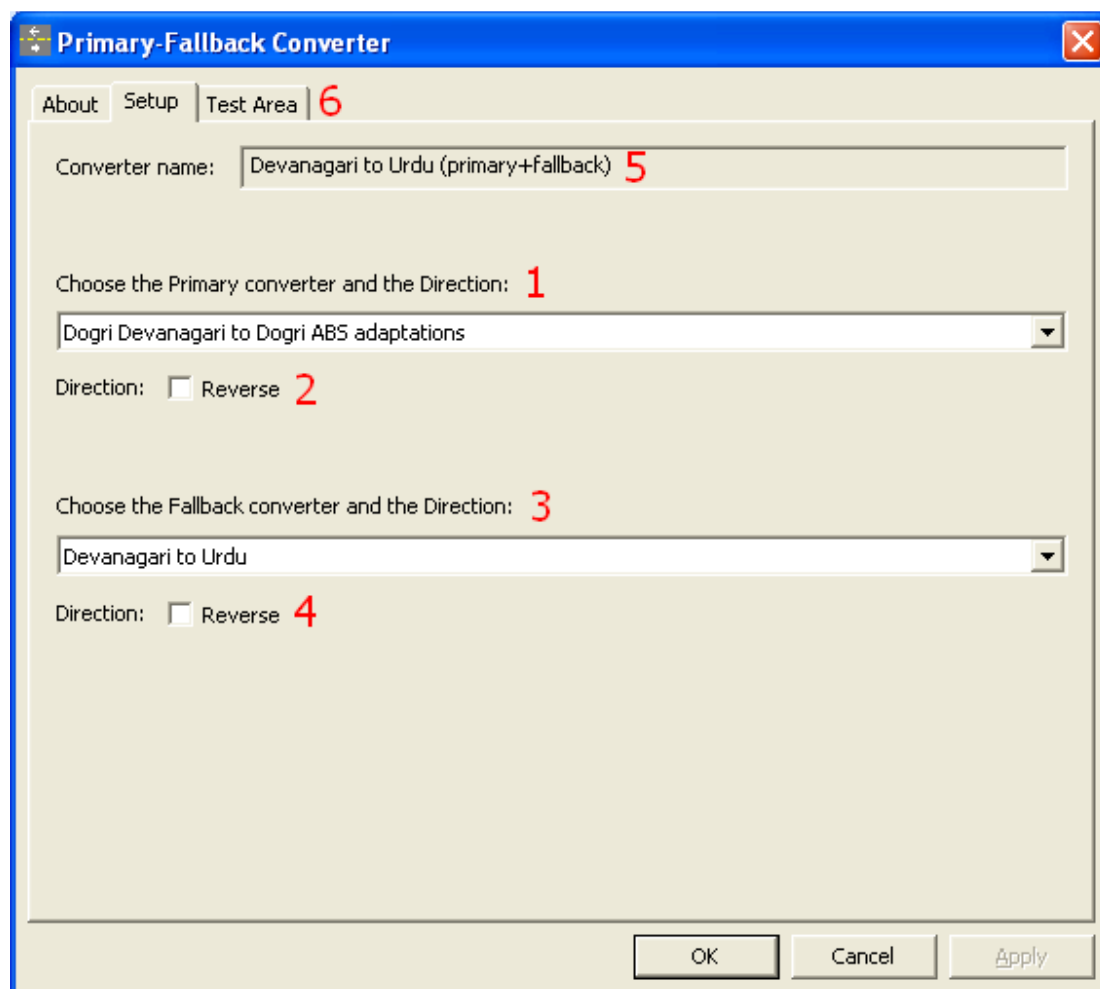 Primary-Fallback Converter
About Setup Test Area 6
Converter name: Devanagari to Urdu (primary+fallback) 5
Choose the Primary converter and the Direction: 1
Dogri Devanagari to Dogri ABS adaptations
Direction: Reverse 2
Choose the Fallback converter and the Direction: 3
Devanagari to Urdu
Direction: Reverse 4
OK Cancel Apply